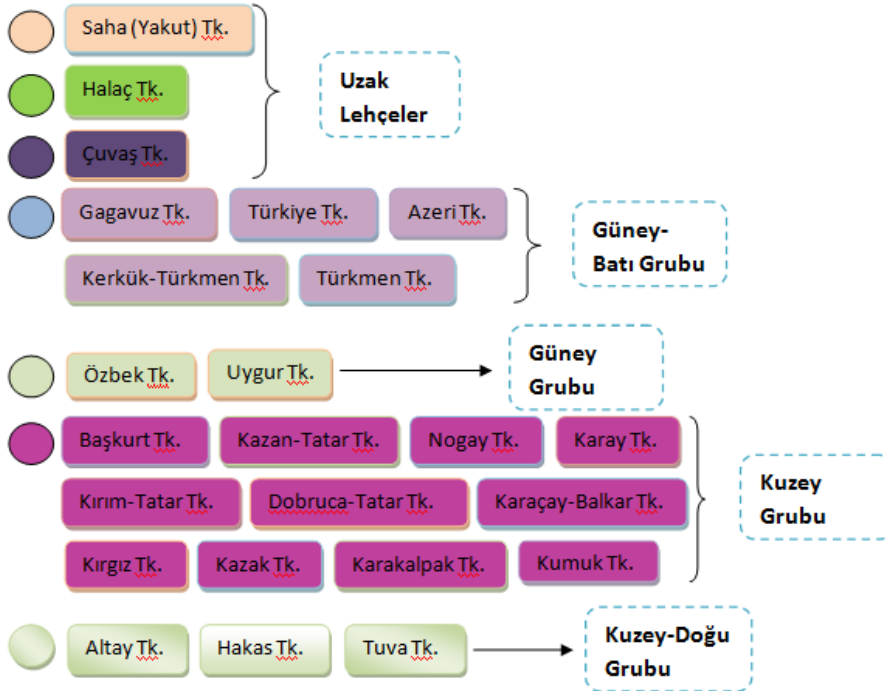 Saha (Yakut) Tk.
Halaç Tk.
Çuvaş Tk.
Uzak
Lehçeler
Gagavuz Tk. Türkiye Tk. Azeri Tk.
Kerkük-Türkmen Tk. Türkmen Tk.
Güney-
Batı Grubu
Özbek Tk. Uygur Tk.
Güney
Grubu
Başkurt Tk. Kazan-Tatar Tk. Nogay Tk. Karay Tk.
Kırım-Tatar Tk. Dobruca-Tatar Tk. Karaçay-Balkar Tk.
Kırgız Tk. Kazak Tk. Karakalpak Tk. Kumuk Tk.
Kuzey
Grubu
Altay Tk. Hakas Tk. Tuva Tk.
Kuzey-Doğu
Grubu